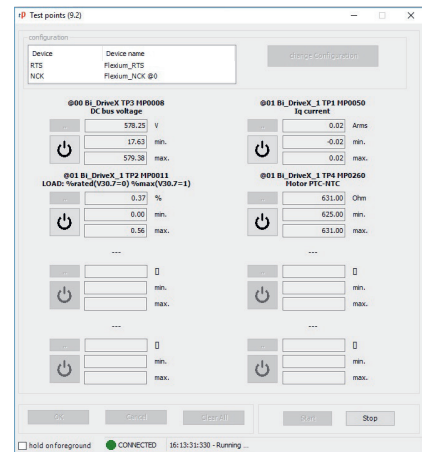 Test points (9.2)
configuration
Device Device name
RTS Flexium_RTS
NCK Flexium_NCK @0
Change Configuration
@00 Bi_DriveX TP3 MP0008
DC bus voltage
578.25 V
17.63 min.
579.38 max.
@01 Bi_DriveX_1 TP1 MP0050
Iq current
0.02 Arms
-0.02 min.
0.02 max.
@01 Bi_DriveX_1 TP2 MP0011
LOAD: %rated(V30.7=0) %max(V30.7=1)
0.37 %
0.00 min.
0.56 max.
@01 Bi_DriveX_1 TP4 MP0260
Motor PTC-NTC
631.00 Ohm
625.00 min.
631.00 max.
---
[]
min.
max.
---
[]
min.
max.
---
[]
min.
max.
---
[]
min.
max.
OK Cancel Clear All Start Stop
hold on foreground CONNECTED 16:13:31:330 - Running ...